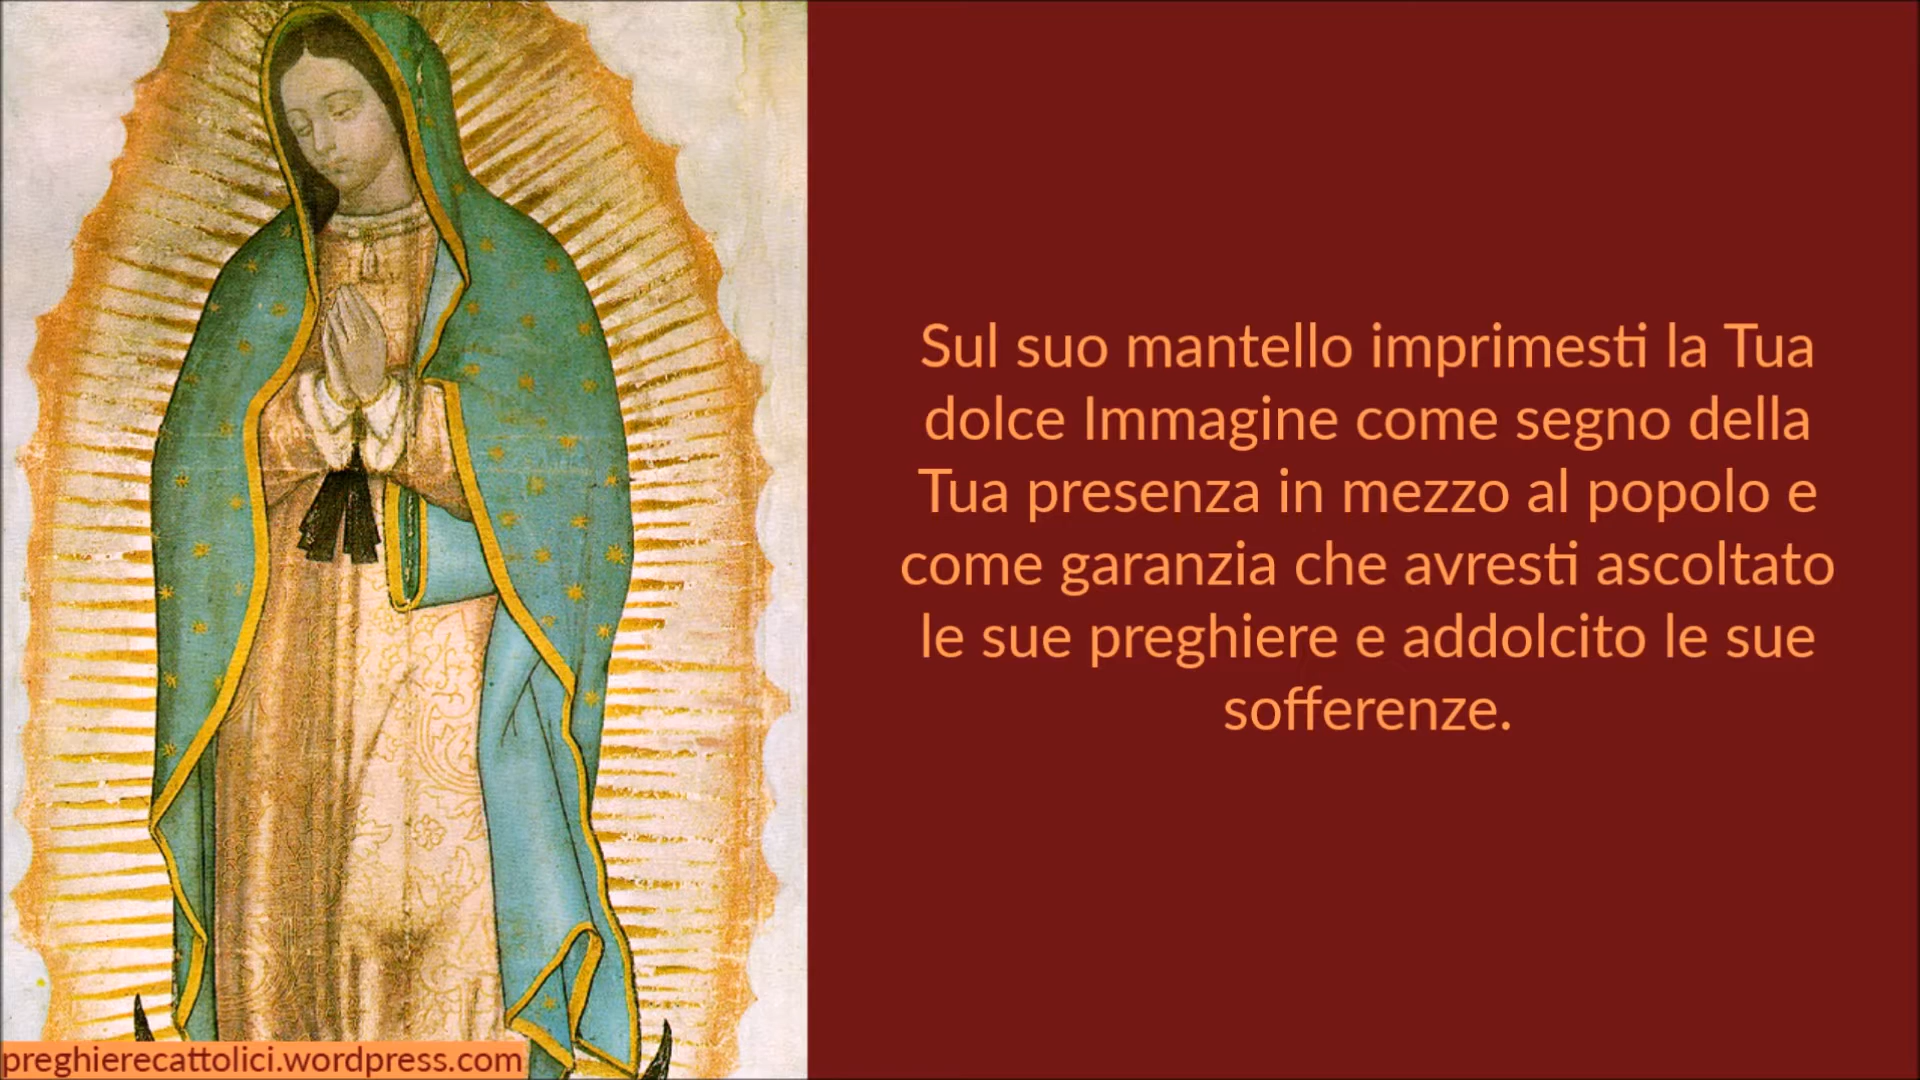 Sul suo mantello imprimesti la Tua
dolce Immagine come segno della
Tua presenza in mezzo al popolo e
come garanzia che avresti ascoltato
le sue preghiere e addolcito le sue
sofferenze.
preghierecattolici.wordpress.com